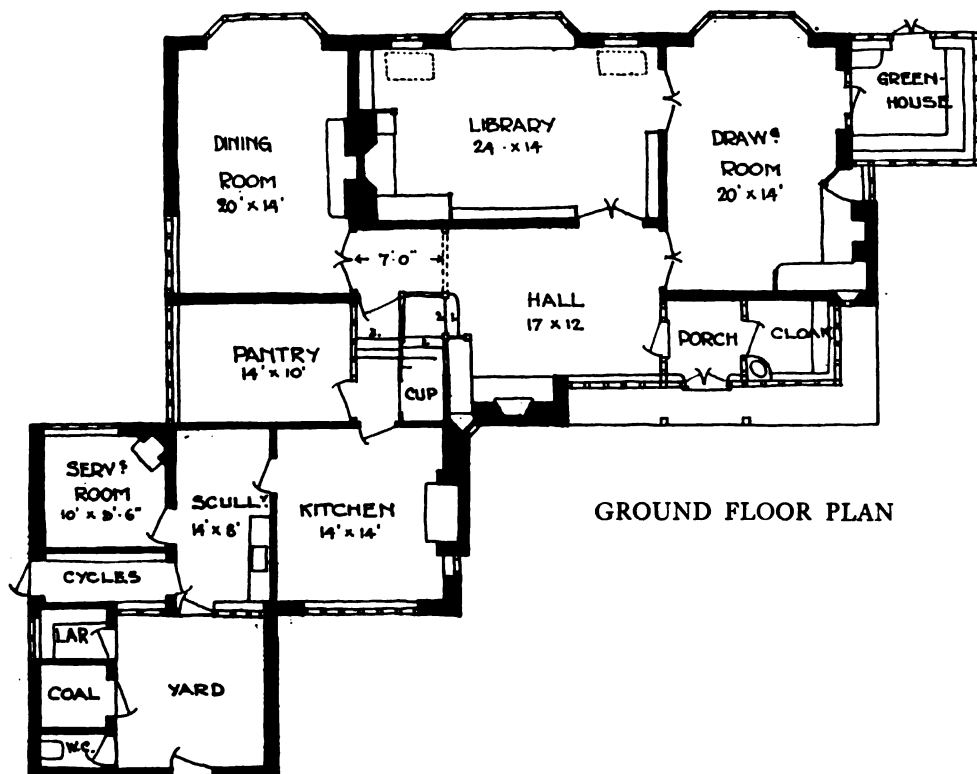 DINING
ROOM
20' x 14'
LIBRARY
24 · x 14
DRAWG
ROOM
20' x 14'
GREEN-
HOUSE
← 7'·0" →
HALL
17 x 12
PORCH
CLOAK
PANTRY
14' x 10'
CUP
SERVTS
ROOM
SCULLY
14' x 8'
KITCHEN
14' x 14'
GROUND FLOOR PLAN
CYCLES
LAR
COAL
YARD
W.C.